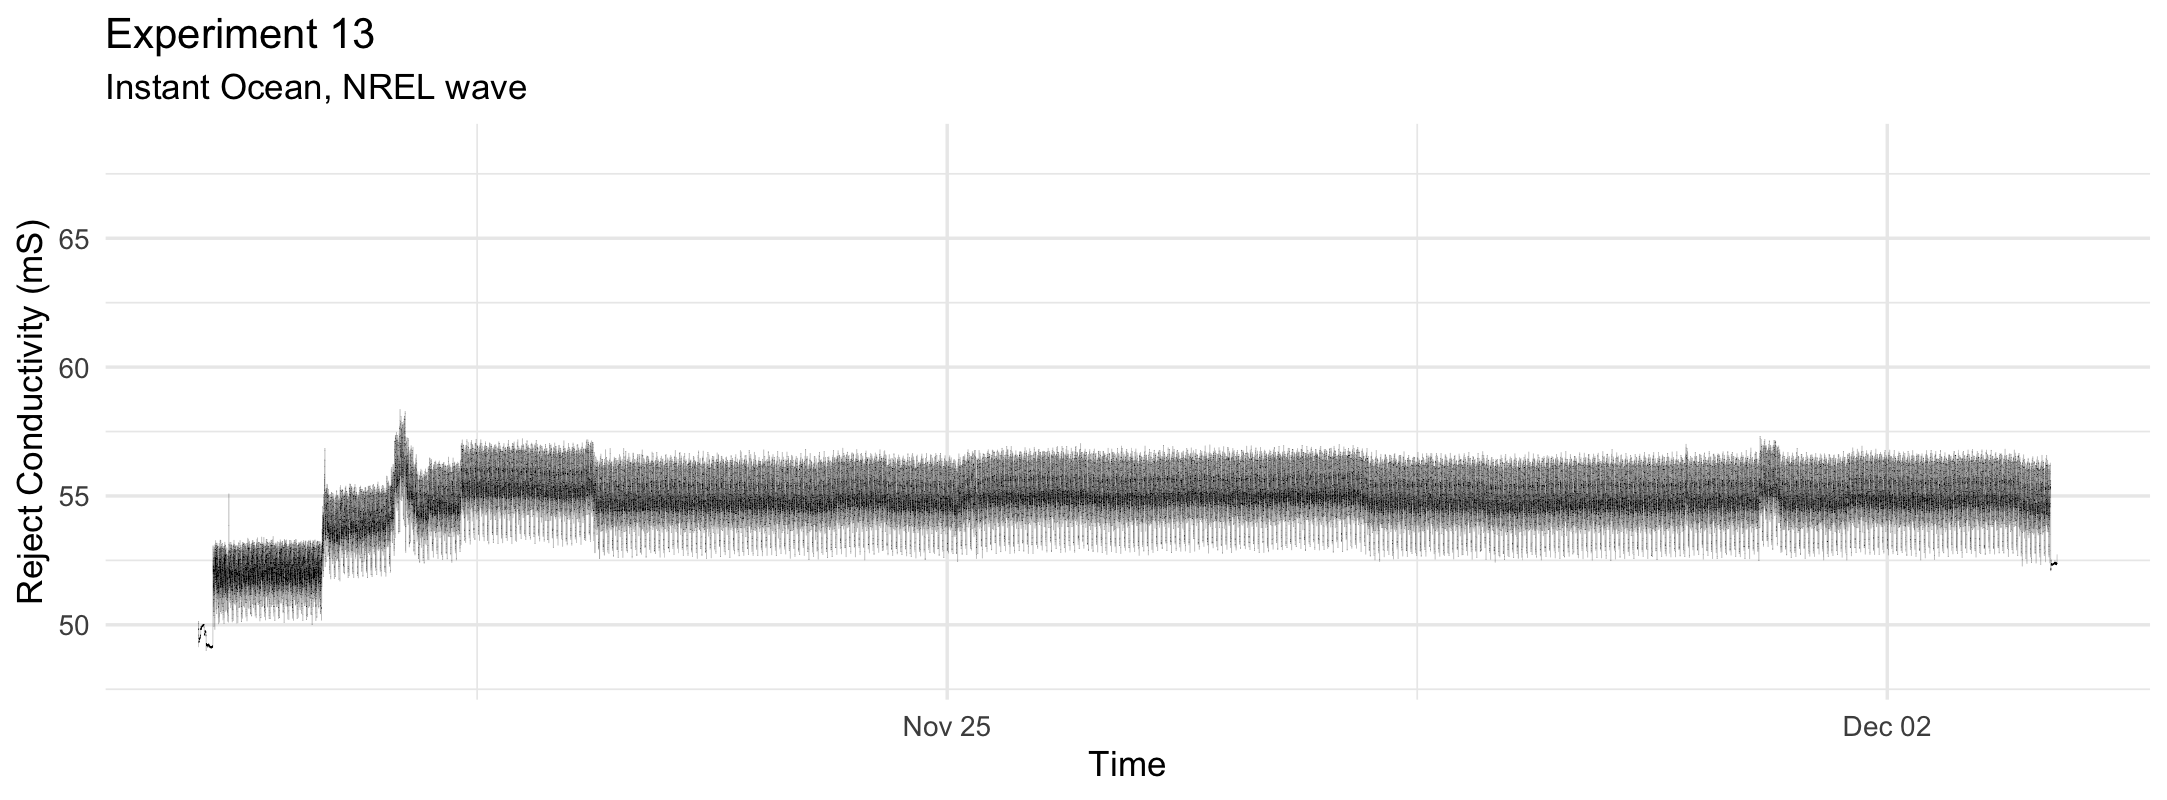 Experiment 13
Instant Ocean, NREL wave
Reject Conductivity (mS)
65
60
55
50
Nov 25
Dec 02
Time